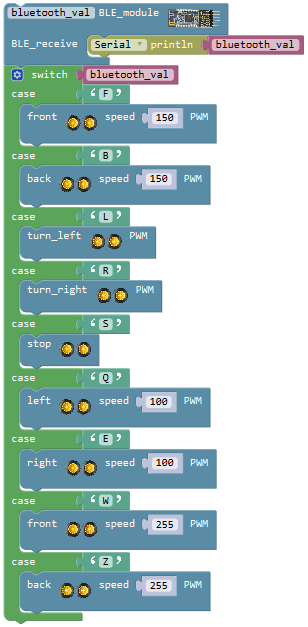 bluetooth_val BLE_module
BLE_receive Serial println bluetooth_val
switch bluetooth_val
case ‘ F ’
front speed 150 PWM
case ‘ B ’
back speed 150 PWM
case ‘ L ’
turn_left PWM
case ‘ R ’
turn_right PWM
case ‘ S ’
stop
case ‘ Q ’
left speed 100 PWM
case ‘ E ’
right speed 100 PWM
case ‘ W ’
front speed 255 PWM
case ‘ Z ’
back speed 255 PWM